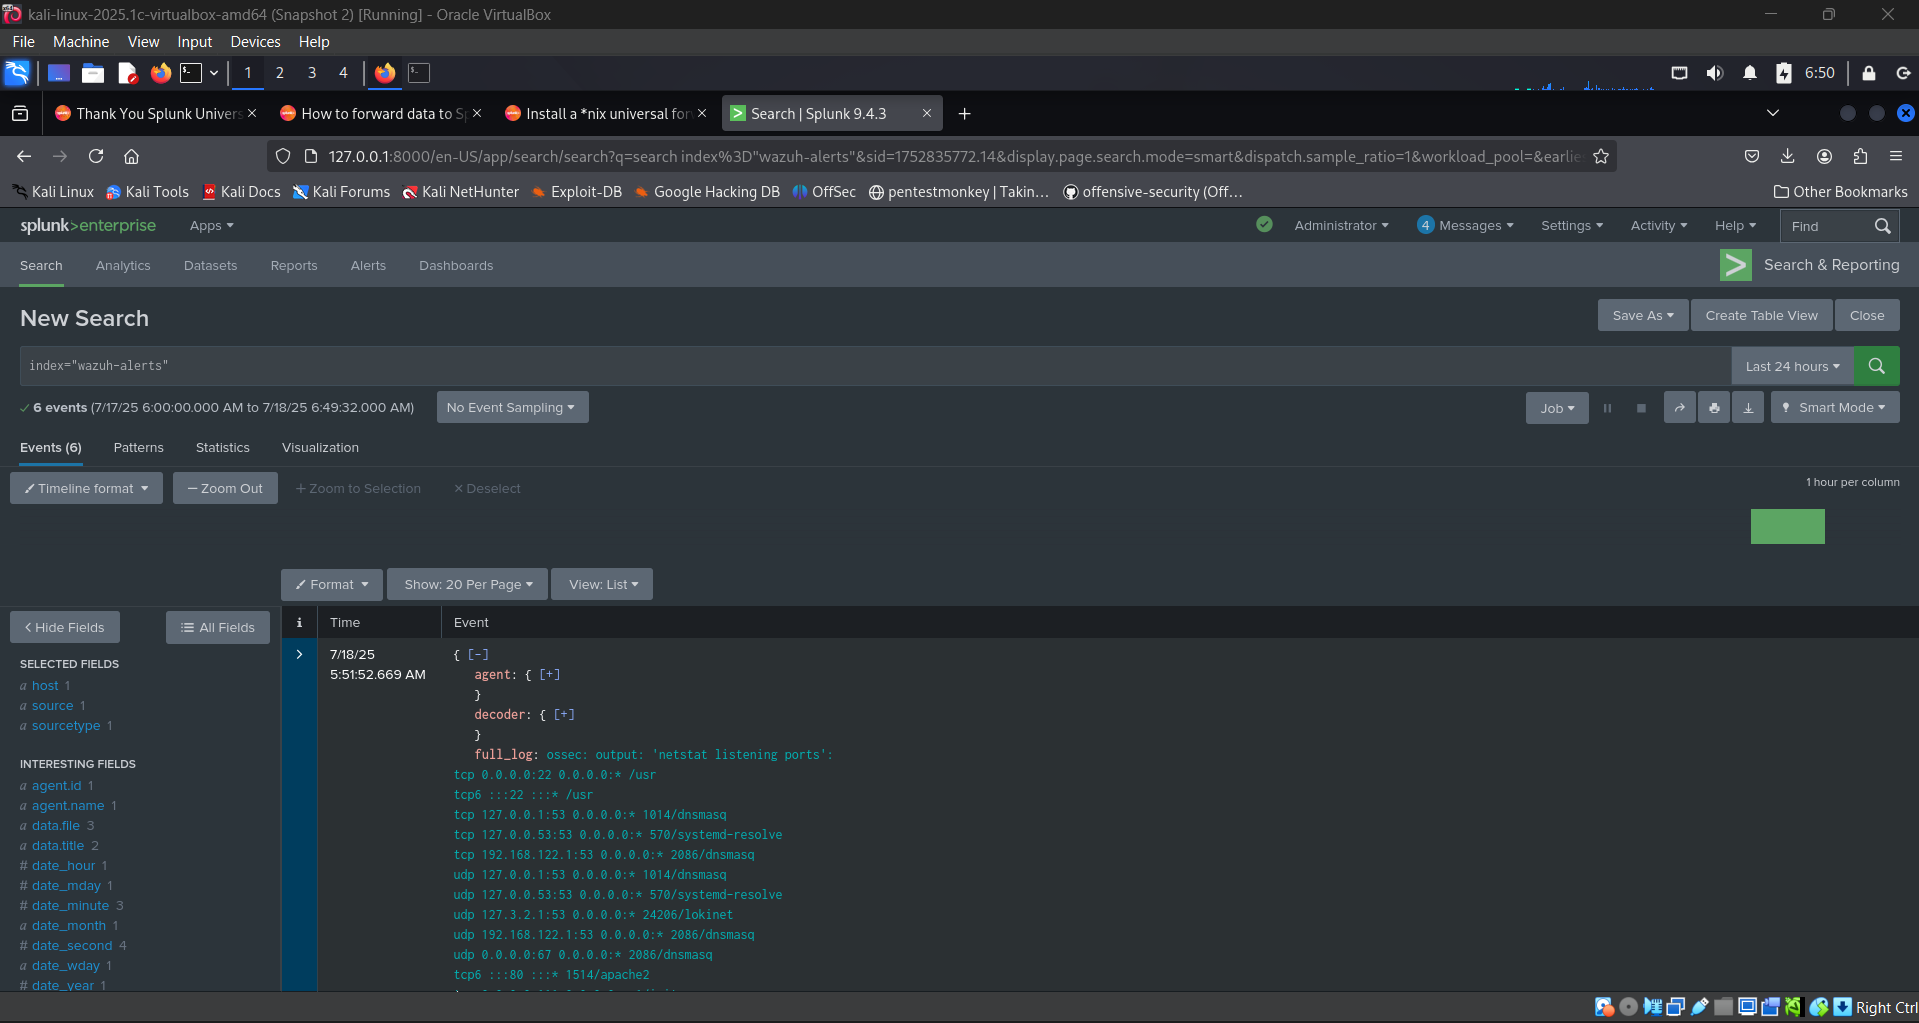 kali-linux-2025.1c-virtualbox-amd64 (Snapshot 2) [Running] - Oracle VirtualBox
File Machine View Input Devices Help
1 2 3 4 6:50
Thank You Splunk Univers How to forward data to Sp Install a *nix universal for Search | Splunk 9.4.3
127.0.0.1:8000/en-US/app/search/search?q=search index%3D"wazuh-alerts"&sid=1752835772.14&display.page.search.mode=smart&dispatch.sample_ratio=1&workload_pool=&earlie
Kali Linux Kali Tools Kali Docs Kali Forums Kali NetHunter Exploit-DB Google Hacking DB OffSec pentestmonkey | Takin… offensive-security (Off… Other Bookmarks
splunk>enterprise Apps Administrator 4 Messages Settings Activity Help Find
Search Analytics Datasets Reports Alerts Dashboards Search & Reporting
New Search Save As Create Table View Close
index="wazuh-alerts" Last 24 hours
6 events (7/17/25 6:00:00.000 AM to 7/18/25 6:49:32.000 AM) No Event Sampling Job Smart Mode
Events (6) Patterns Statistics Visualization
Timeline format — Zoom Out + Zoom to Selection × Deselect 1 hour per column
Format Show: 20 Per Page View: List
< Hide Fields All Fields i Time Event
SELECTED FIELDS
a host 1
a source 1
a sourcetype 1
INTERESTING FIELDS
a agent.id 1
a agent.name 1
a data.file 3
a data.title 2
# date_hour 1
# date_mday 1
# date_minute 3
a date_month 1
# date_second 4
a date_wday 1
# date_year 1
7/18/25
5:51:52.669 AM
{ [-]
agent: { [+]
}
decoder: { [+]
}
full_log: ossec: output: 'netstat listening ports':
tcp 0.0.0.0:22 0.0.0.0:* /usr
tcp6 :::22 :::* /usr
tcp 127.0.0.1:53 0.0.0.0:* 1014/dnsmasq
tcp 127.0.0.53:53 0.0.0.0:* 570/systemd-resolve
tcp 192.168.122.1:53 0.0.0.0:* 2086/dnsmasq
udp 127.0.0.1:53 0.0.0.0:* 1014/dnsmasq
udp 127.0.0.53:53 0.0.0.0:* 570/systemd-resolve
udp 127.3.2.1:53 0.0.0.0:* 24206/lokinet
udp 192.168.122.1:53 0.0.0.0:* 2086/dnsmasq
udp 0.0.0.0:67 0.0.0.0:* 2086/dnsmasq
tcp6 :::80 :::* 1514/apache2
Right Ctrl